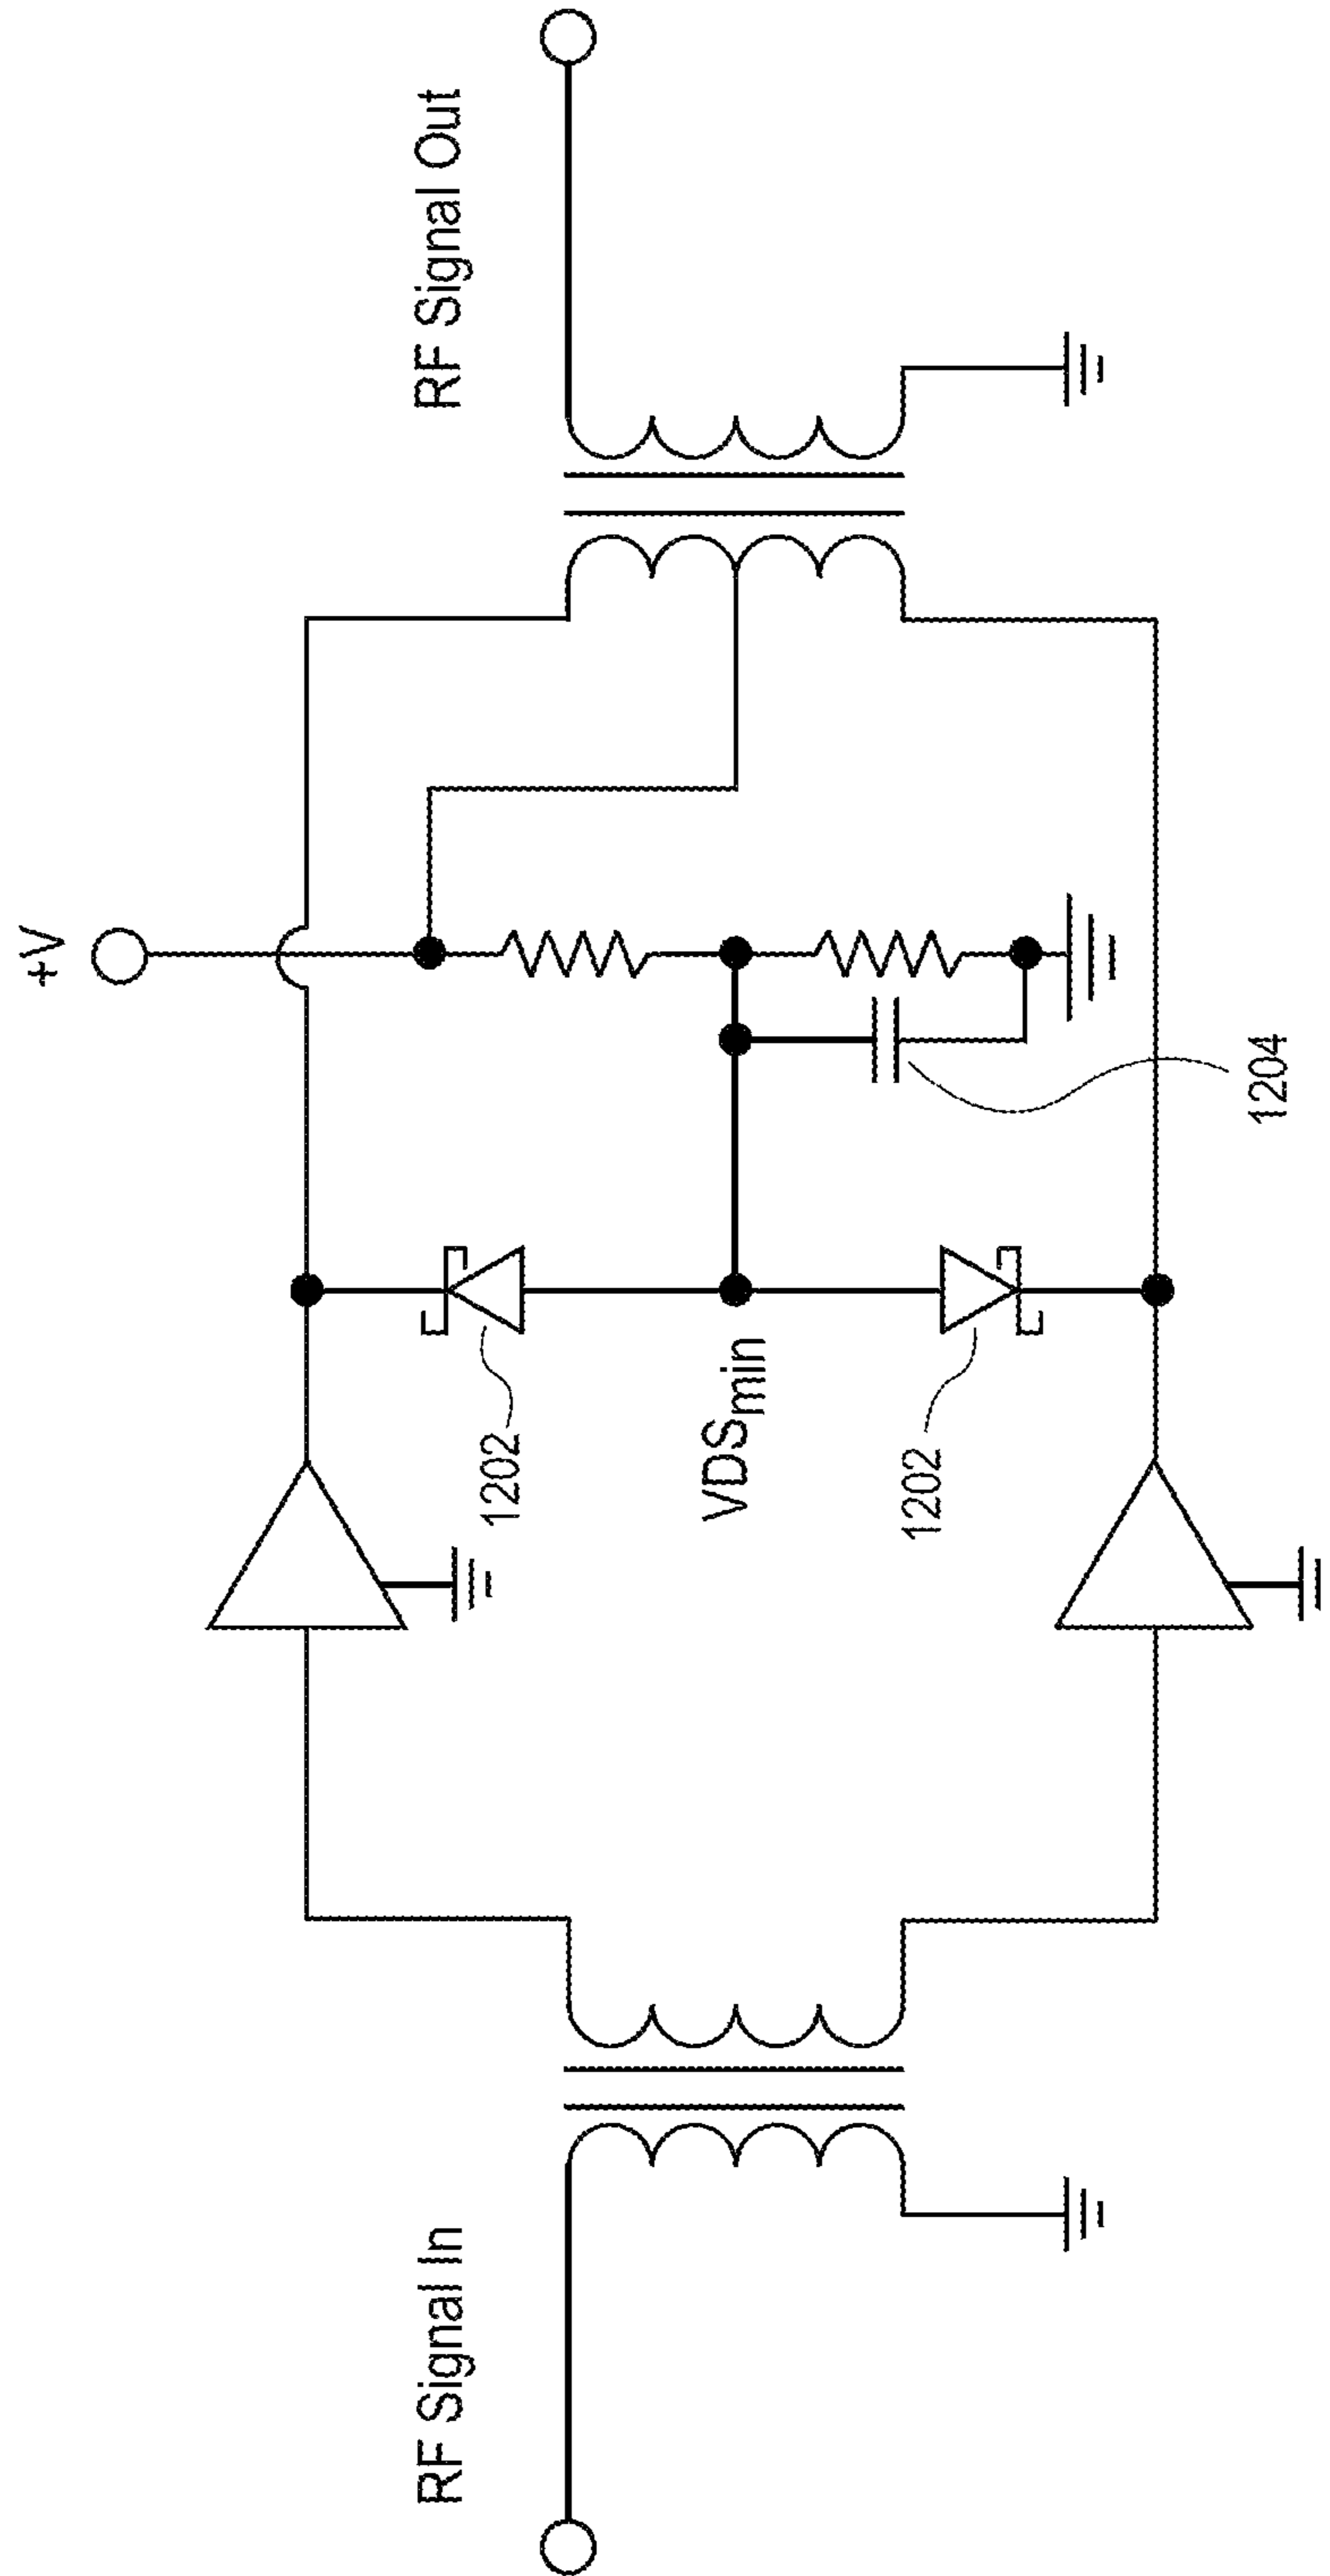 RF Signal In
RF Signal Out
+V
1202
VDSmin
1202
1204